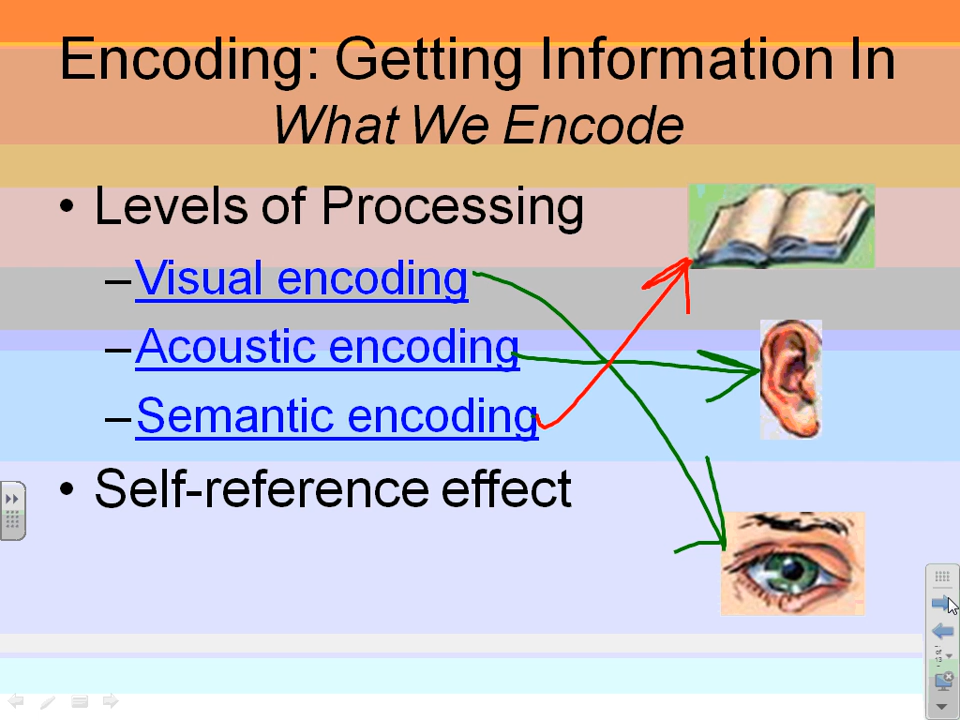 Encoding: Getting Information In
What We Encode
• Levels of Processing
–Visual encoding
–Acoustic encoding
–Semantic encoding
• Self-reference effect